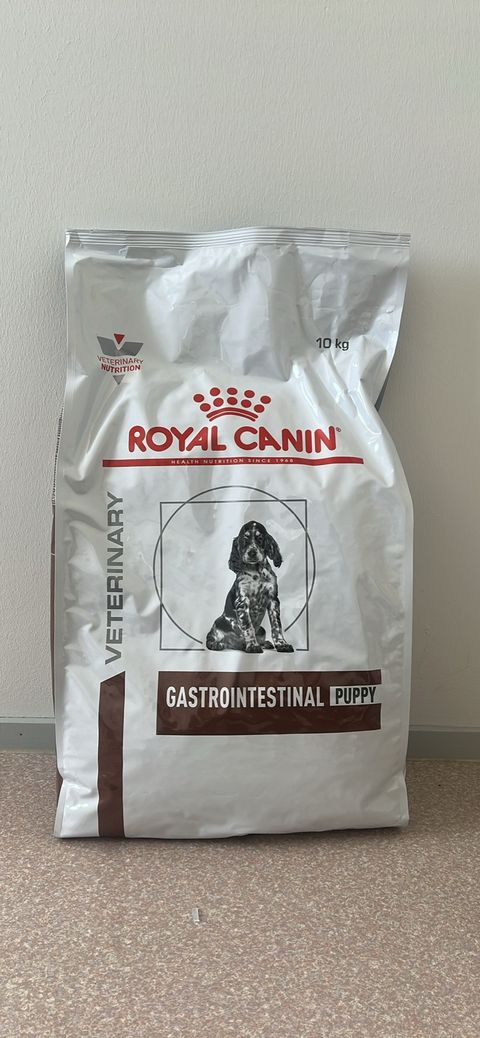 10 kg
VETERINARY
NUTRITION
ROYAL CANIN®
HEALTH NUTRITION SINCE 1968
VETERINARY
GASTROINTESTINAL PUPPY